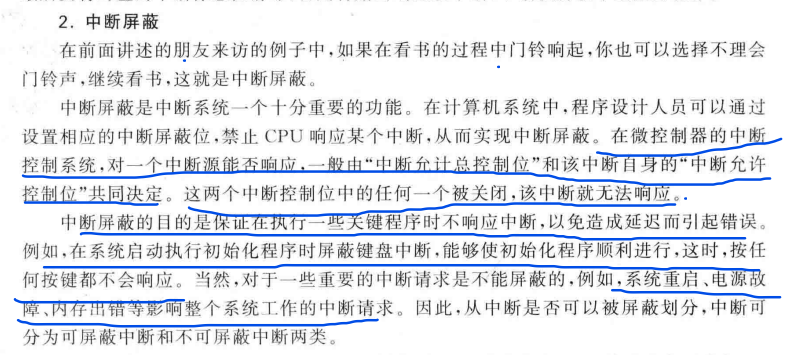 2. 中断屏蔽
在前面讲述的朋友来访的例子中,如果在看书的过程中门铃响起,你也可以选择不理会
门铃声,继续看书,这就是中断屏蔽。
中断屏蔽是中断系统一个十分重要的功能。在计算机系统中,程序设计人员可以通过
设置相应的中断屏蔽位,禁止 CPU 响应某个中断,从而实现中断屏蔽。在微控制器的中断
控制系统,对一个中断源能否响应,一般由“中断允许总控制位”和该中断自身的“中断允许
控制位”共同决定。这两个中断控制位中的任何一个被关闭,该中断就无法响应。
中断屏蔽的目的是保证在执行一些关键程序时不响应中断,以免造成延迟而引起错误。
例如,在系统启动执行初始化程序时屏蔽键盘中断,能够使初始化程序顺利进行,这时,按任
何按键都不会响应。当然,对于一些重要的中断请求是不能屏蔽的,例如,系统重启、电源故
障、内存出错等影响整个系统工作的中断请求。因此,从中断是否可以被屏蔽划分,中断可
分为可屏蔽中断和不可屏蔽中断两类。